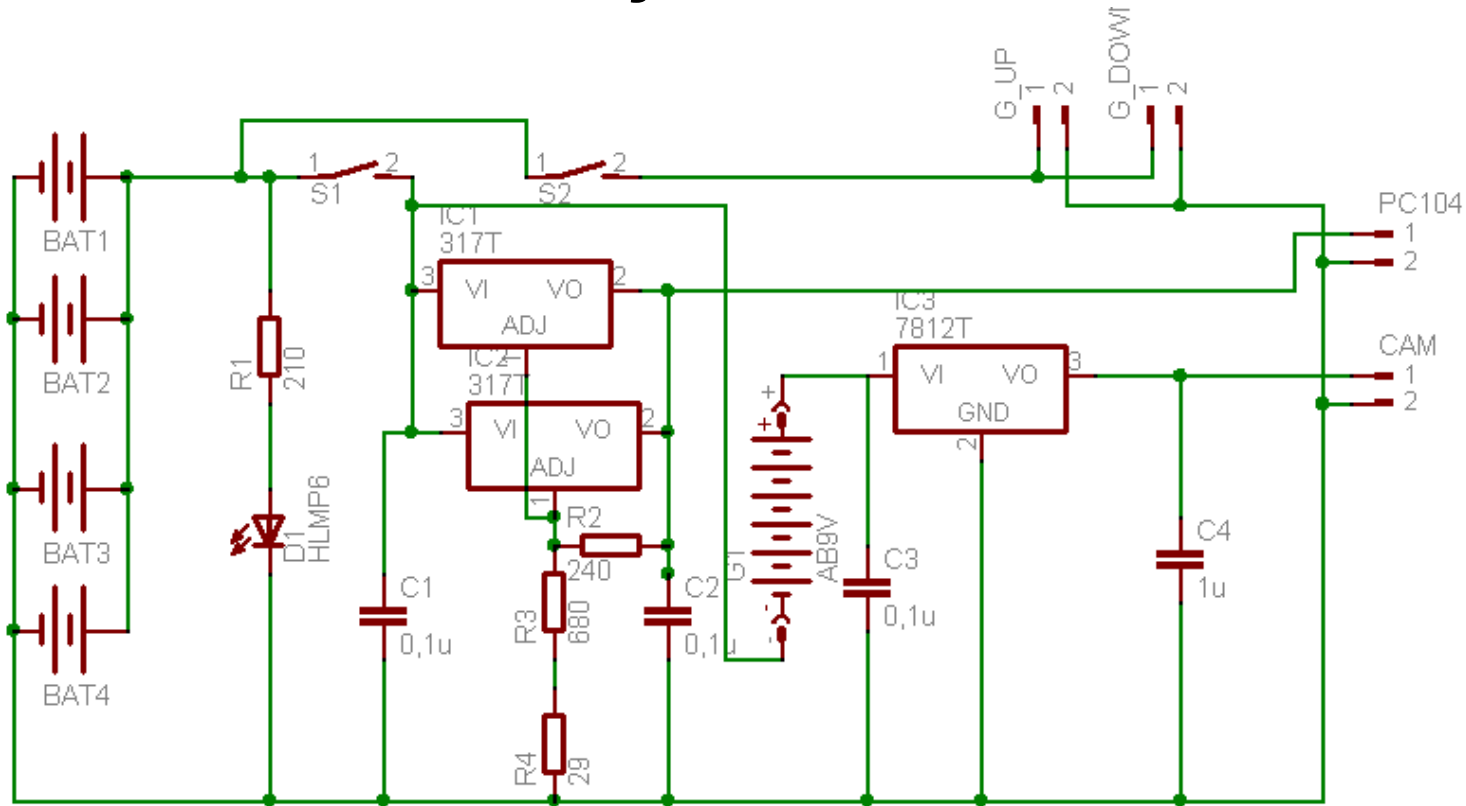 G_UP
1
2
1
2
PC104
1
2
1
2
S1
1
2
S2
BAT1
IC1
317T
3
VI
VO
2
ADJ
1
IC2
317T
3
VI
VO
2
ADJ
1
IC3
7812T
1
VI
VO
3
GND
2
CAM
1
2
BAT2
R1
210
BAT3
D1
HLMP6
R2
240
+
+
G1
AB9V
-
-
C3
0,1u
C4
1u
C1
0,1u
R3
680
C2
0,1u
BAT4
R4
29